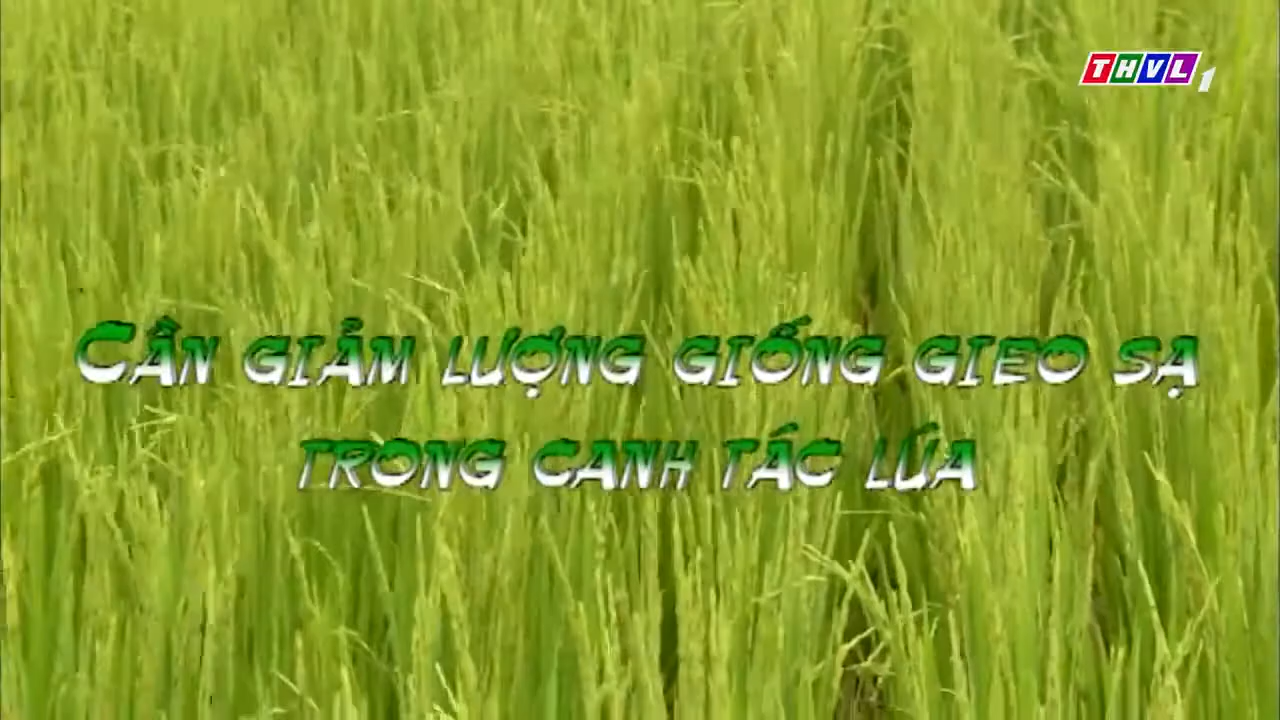 THVL1
CẦN GIẢM LƯỢNG GIỐNG GIEO SẠ
TRONG CANH TÁC LÚA